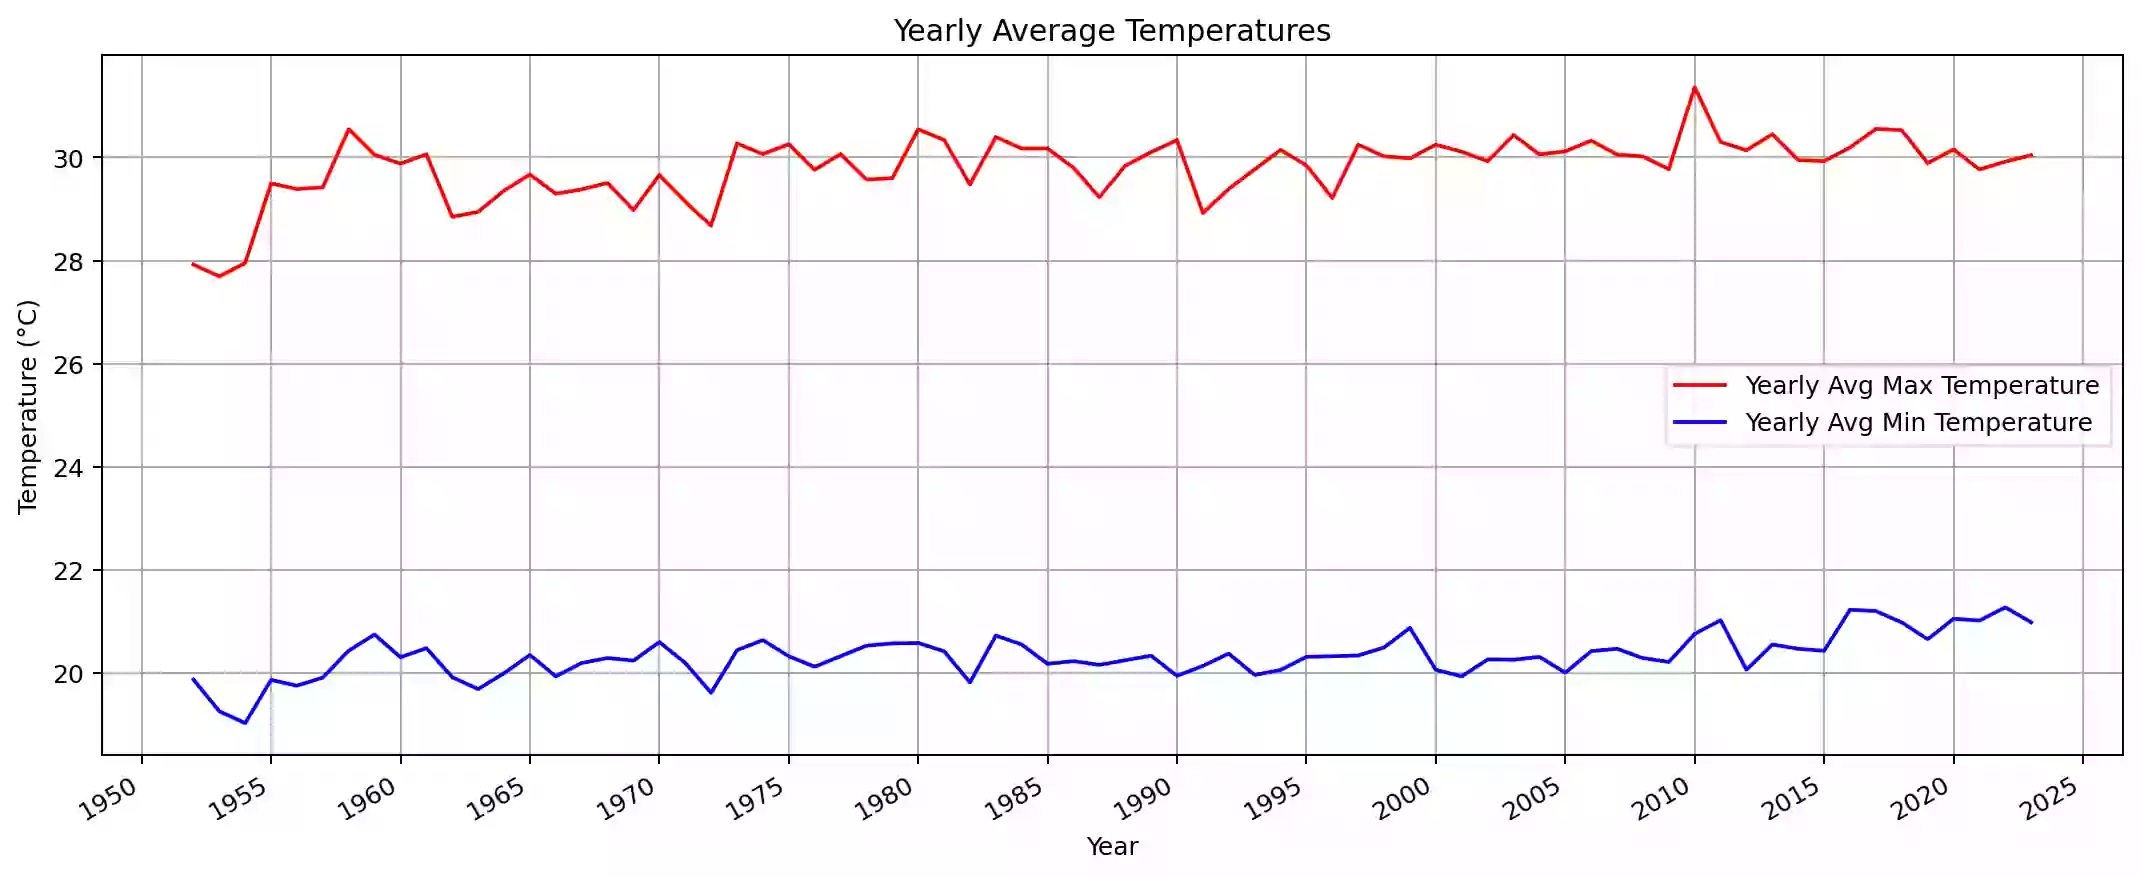 Yearly Average Temperatures
Temperature (°C)
30
28
26
24
22
20
Yearly Avg Max Temperature
Yearly Avg Min Temperature
1950 1955 1960 1965 1970 1975 1980 1985 1990 1995 2000 2005 2010 2015 2020 2025
Year